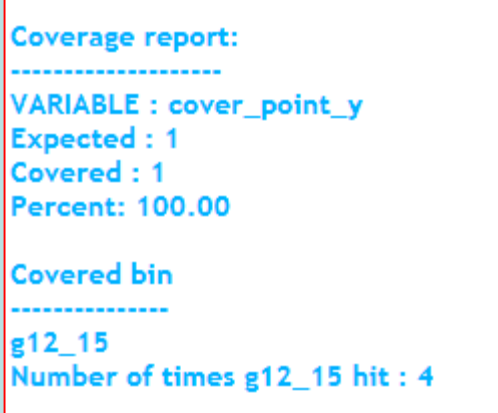 Coverage report:
--------------------
VARIABLE : cover_point_y
Expected : 1
Covered : 1
Percent: 100.00
Covered bin
---------------
g12_15
Number of times g12_15 hit : 4